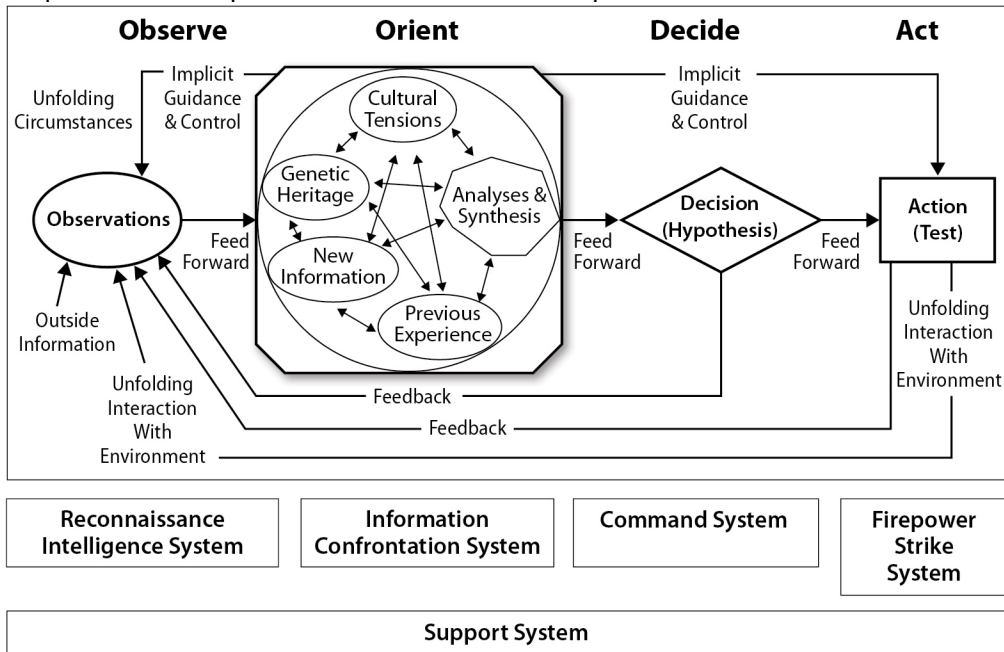 Observe
Orient
Decide
Act
Unfolding
Circumstances
Implicit
Guidance
& Control
Cultural
Tensions
Genetic
Heritage
New
Information
Analyses &
Synthesis
Previous
Experience
Implicit
Guidance
& Control
Observations
Feed
Forward
Feed
Forward
Decision
(Hypothesis)
Feed
Forward
Action
(Test)
Outside
Information
Unfolding
Interaction
With
Environment
Feedback
Feedback
Unfolding
Interaction
With
Environment
Reconnaissance
Intelligence System
Information
Confrontation System
Command System
Firepower
Strike
System
Support System